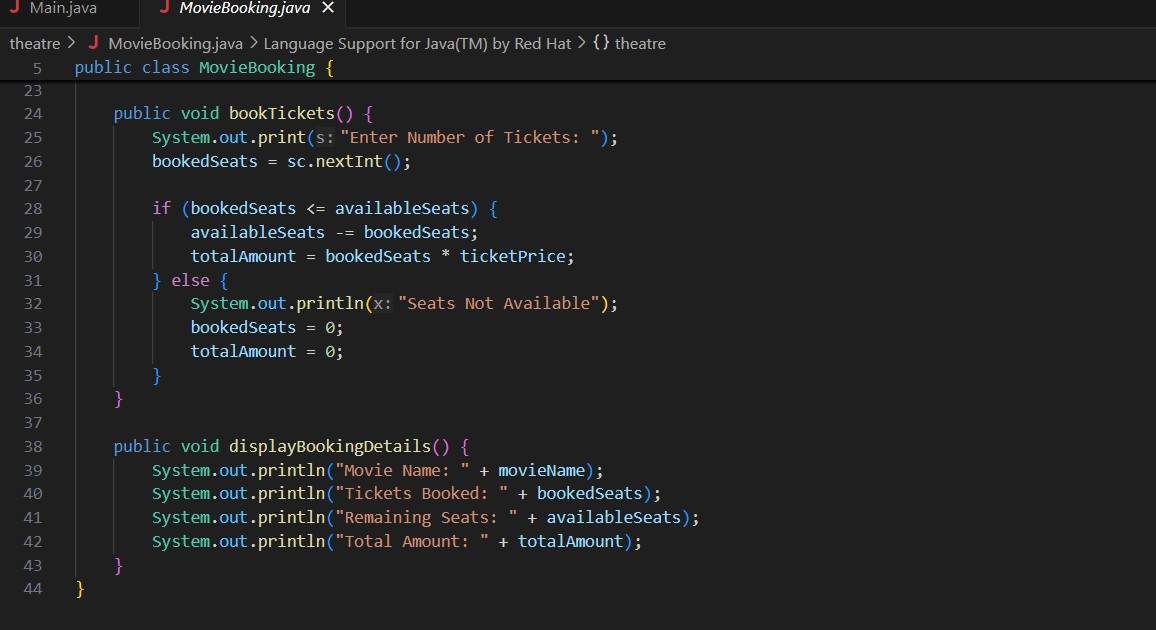 J Main.java J MovieBooking.java ×
theatre > J MovieBooking.java > Language Support for Java(TM) by Red Hat > {} theatre
5 public class MovieBooking {
23
24 public void bookTickets() {
25 System.out.print(s: "Enter Number of Tickets: ");
26 bookedSeats = sc.nextInt();
27
28 if (bookedSeats <= availableSeats) {
29 availableSeats -= bookedSeats;
30 totalAmount = bookedSeats * ticketPrice;
31 } else {
32 System.out.println(x: "Seats Not Available");
33 bookedSeats = 0;
34 totalAmount = 0;
35 }
36 }
37
38 public void displayBookingDetails() {
39 System.out.println("Movie Name: " + movieName);
40 System.out.println("Tickets Booked: " + bookedSeats);
41 System.out.println("Remaining Seats: " + availableSeats);
42 System.out.println("Total Amount: " + totalAmount);
43 }
44 }